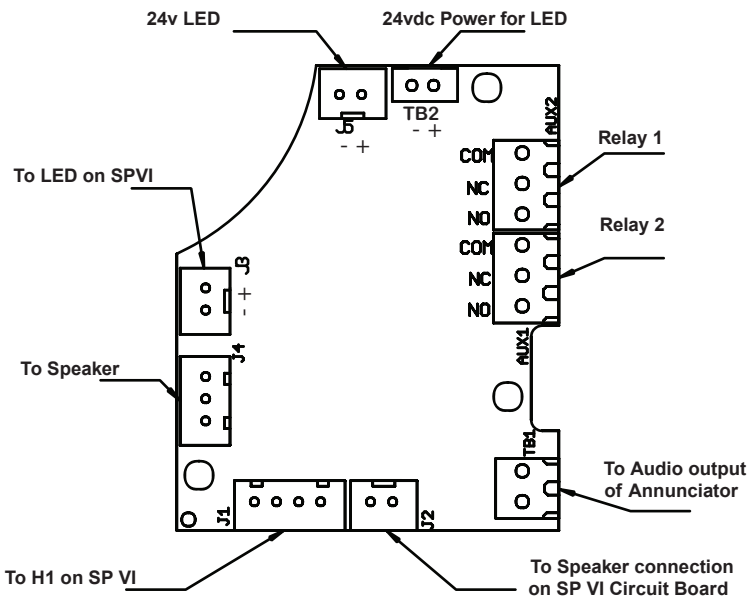 24v LED
24vdc Power for LED
TB2
J5
- +
- +
AUX2
COM
NC
NO
Relay 1
COM
NC
NO
Relay 2
AUX1
To LED on SPVI
J3
- +
J4
To Speaker
TB1
To Audio output
of Annunciator
J1
J2
To H1 on SP VI
To Speaker connection
on SP VI Circuit Board